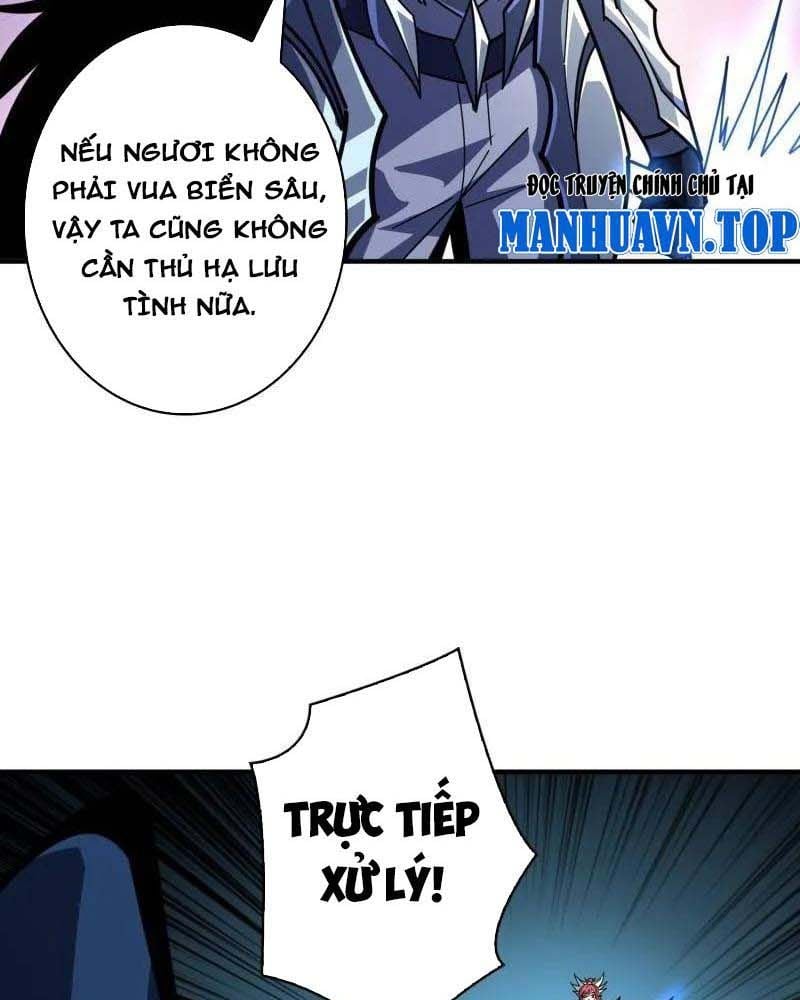 NẾU NGƯƠI KHÔNG
PHẢI VUA BIỂN SÂU,
VẬY TA CŨNG KHÔNG
CẦN THỦ HẠ LƯU
TÌNH NỮA.
ĐỌC TRUYỆN CHÍNH CHỦ TẠI
MANHUAVN.TOP
TRỰC TIẾP
XỬ LÝ!